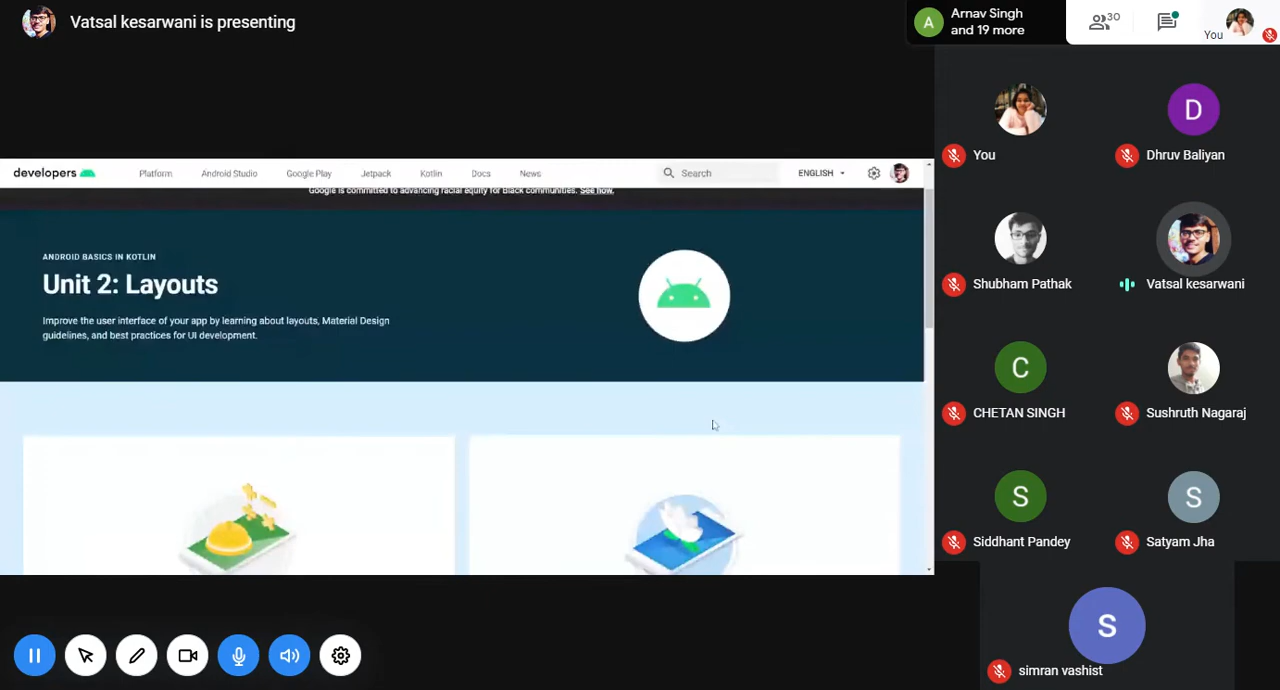 Vatsal kesarwani is presenting
A
Arnav Singh
and 19 more
30
You
developers
Platform
Android Studio
Google Play
Jetpack
Kotlin
Docs
News
Search
ENGLISH
Google is committed to advancing racial equity for Black communities. See how.
ANDROID BASICS IN KOTLIN
Unit 2: Layouts
Improve the user interface of your app by learning about layouts, Material Design
guidelines, and best practices for UI development.
You
D
Dhruv Baliyan
Shubham Pathak
Vatsal kesarwani
C
CHETAN SINGH
Sushruth Nagaraj
S
Siddhant Pandey
S
Satyam Jha
S
simran vashist